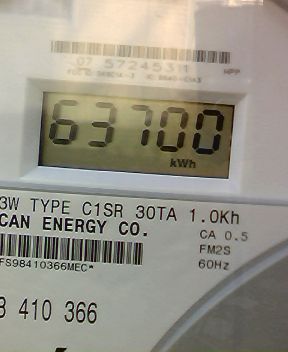 07 57245311
HPP
63700
kWh
3W TYPE C1SR 30TA 1.0Kh
CAN ENERGY CO.
CA 0.5
FM2S
60Hz
FS98410366MEC*
410 366